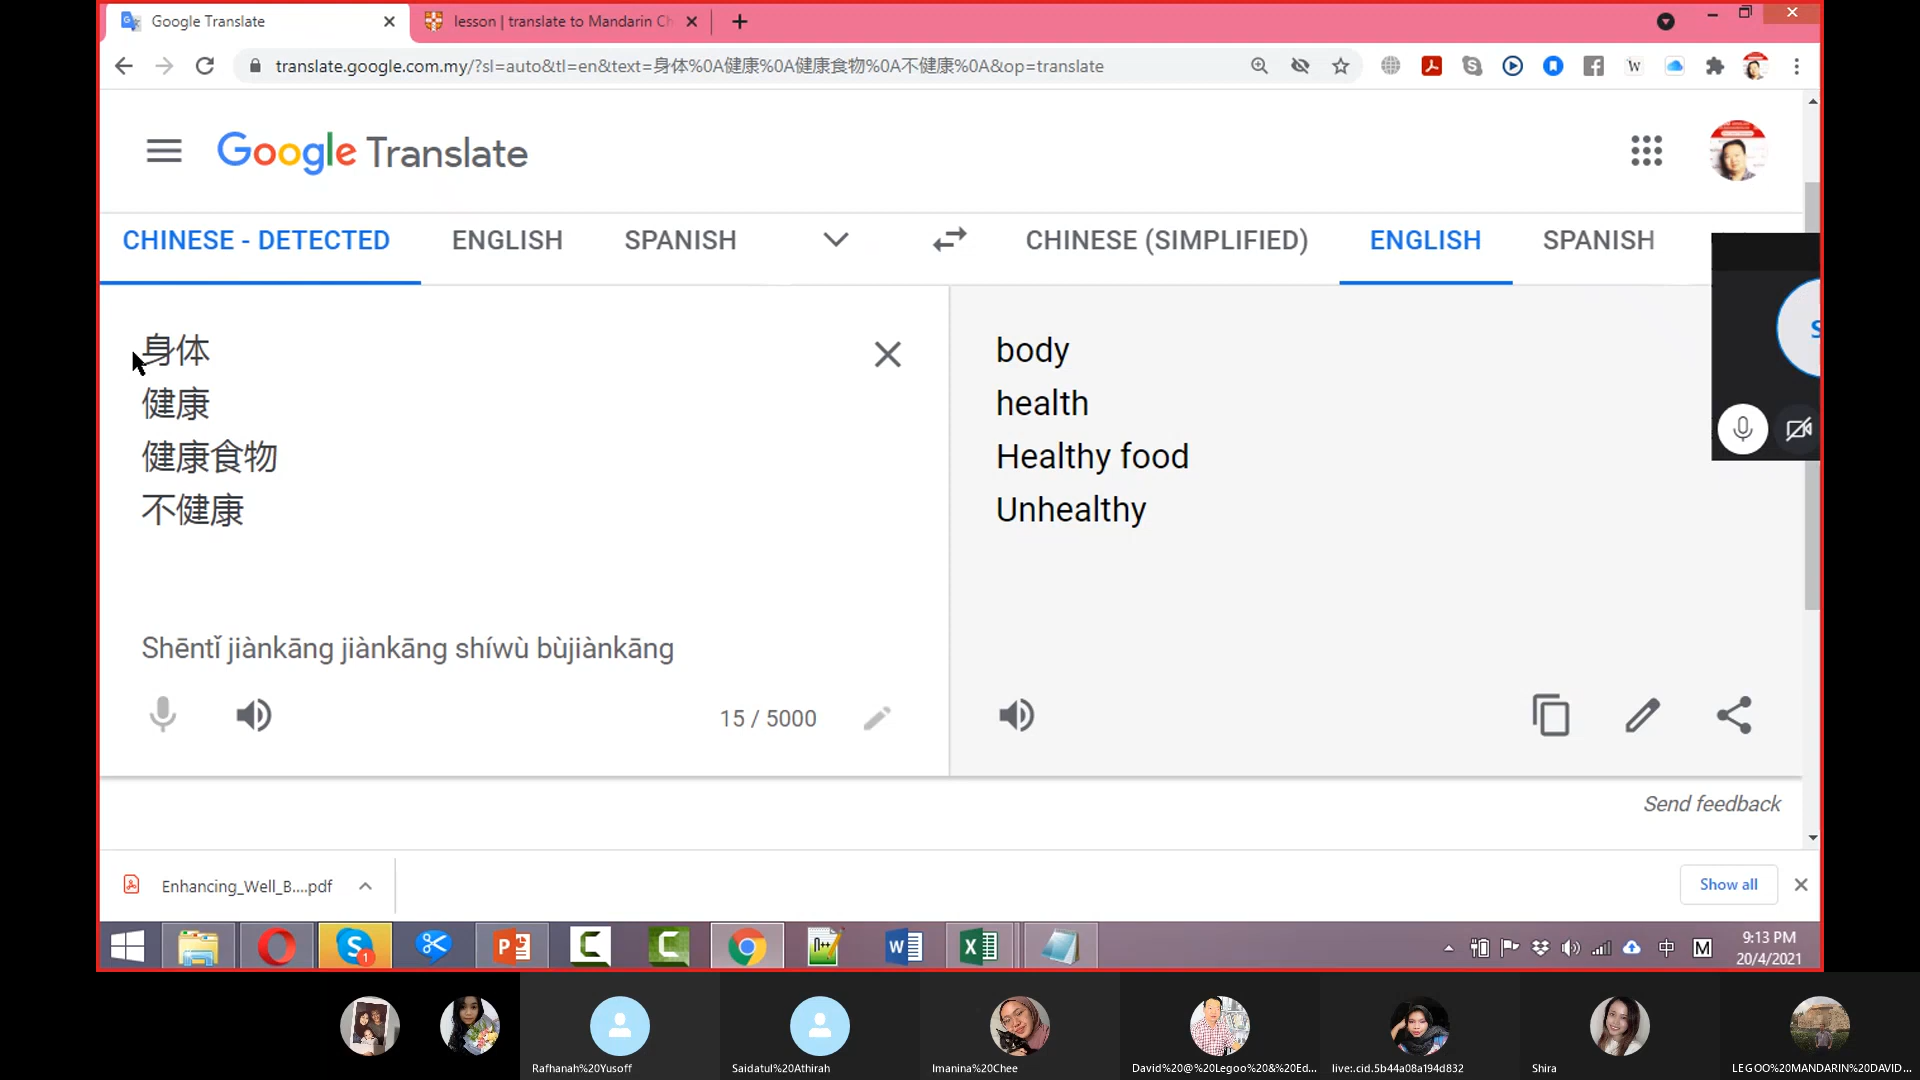 Google Translate
lesson | translate to Mandarin Ch
translate.google.com.my/?sl=auto&tl=en&text=身体%0A健康%0A健康食物%0A不健康%0A&op=translate
Google Translate
CHINESE - DETECTED ENGLISH SPANISH CHINESE (SIMPLIFIED) ENGLISH SPANISH
身体
健康
健康食物
不健康
body
health
Healthy food
Unhealthy
Shēntǐ jiànkāng jiànkāng shíwù bùjiànkāng
15 / 5000
Send feedback
Enhancing_Well_B....pdf
Show all
中
M
9:13 PM
20/4/2021
Rafhanah%20Yusoff
Saidatul%20Athirah
Imanina%20Chee
David%20@%20Legoo%20&%20Ed...
live:.cid.5b44a08a194d832
Shira
LEGOO%20MANDARIN%20DAVID...